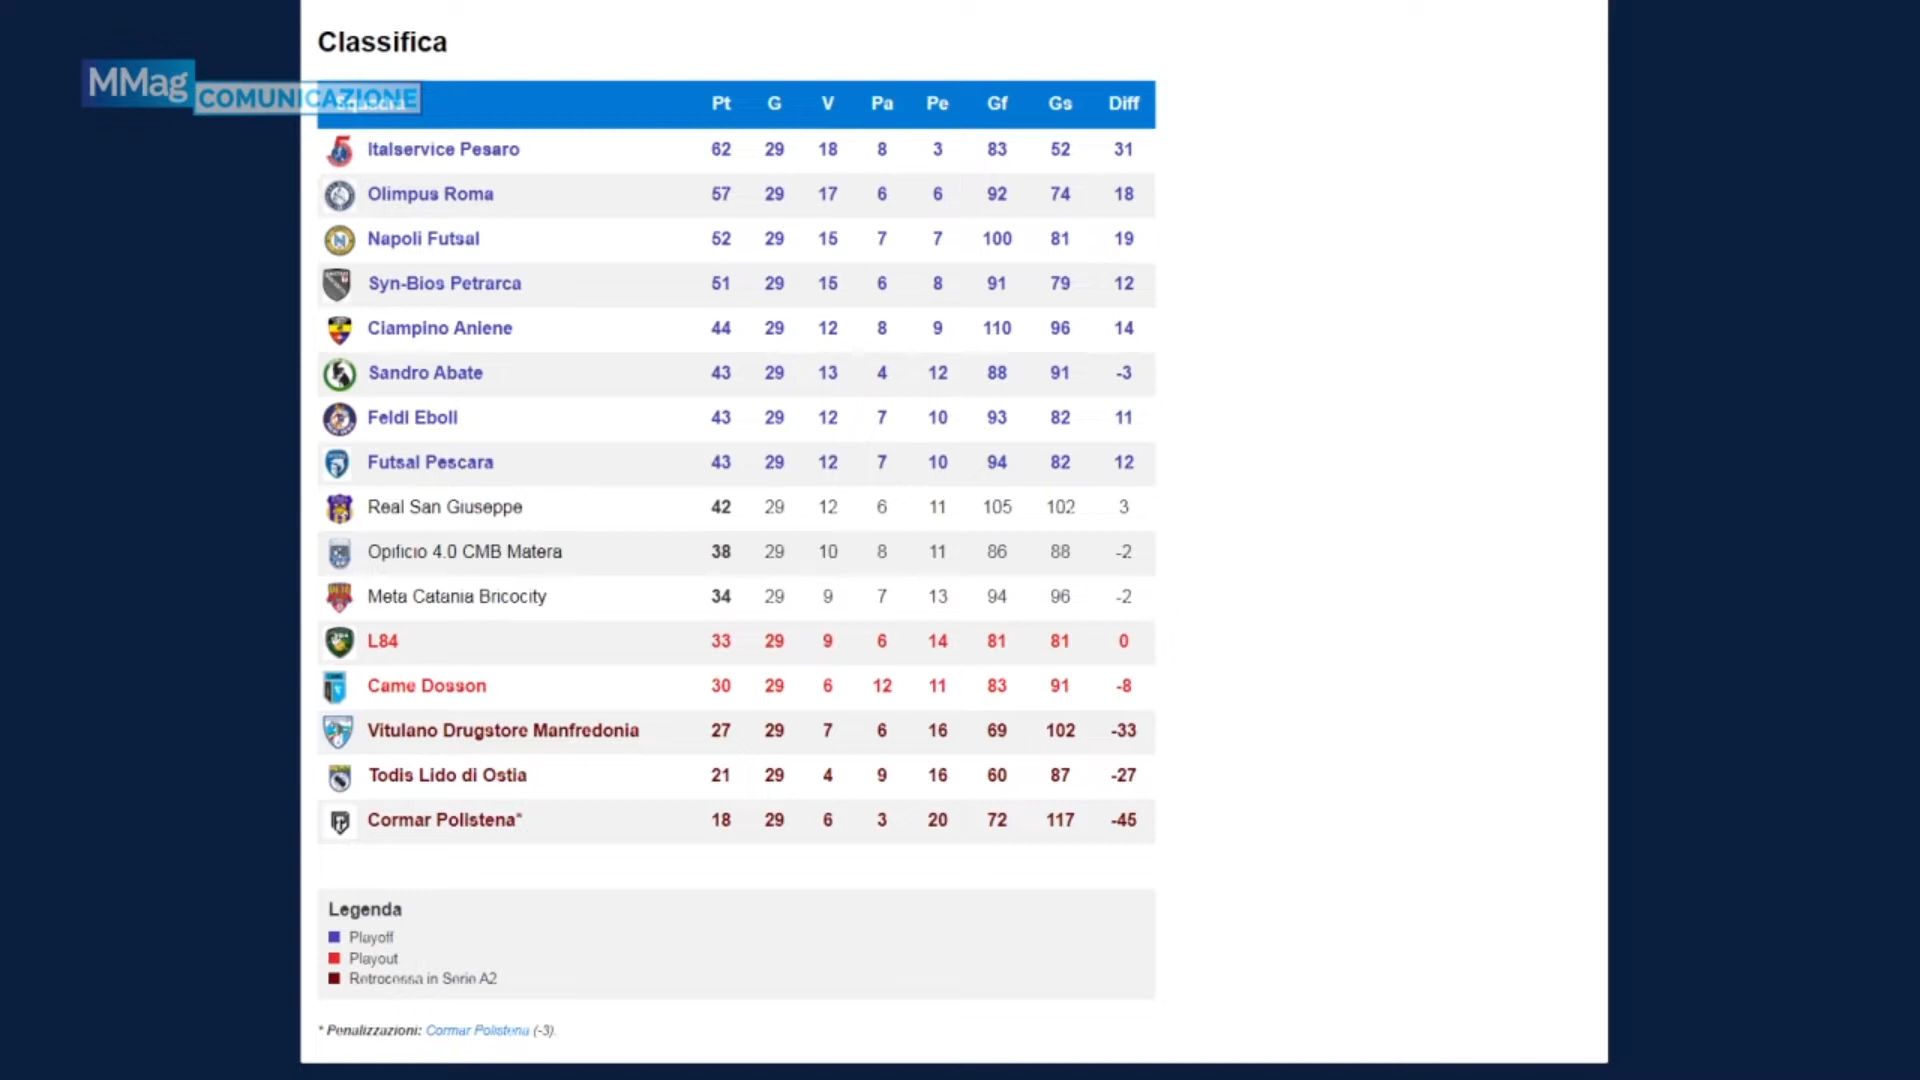 Classifica
MMag
COMUNICAZIONE
Squadra Pt G V Pa Pe Gf Gs Diff
Italservice Pesaro 62 29 18 8 3 83 52 31
Olimpus Roma 57 29 17 6 6 92 74 18
Napoli Futsal 52 29 15 7 7 100 81 19
Syn-Bios Petrarca 51 29 15 6 8 91 79 12
Ciampino Aniene 44 29 12 8 9 110 96 14
Sandro Abate 43 29 13 4 12 88 91 -3
Feldi Eboli 43 29 12 7 10 93 82 11
Futsal Pescara 43 29 12 7 10 94 82 12
Real San Giuseppe 42 29 12 6 11 105 102 3
Opificio 4.0 CMB Matera 38 29 10 8 11 86 88 -2
Meta Catania Bricocity 34 29 9 7 13 94 96 -2
L84 33 29 9 6 14 81 81 0
Came Dosson 30 29 6 12 11 83 91 -8
Vitulano Drugstore Manfredonia 27 29 7 6 16 69 102 -33
Todis Lido di Ostia 21 29 4 9 16 60 87 -27
Cormar Polistena* 18 29 6 3 20 72 117 -45
Legenda
Playoff
Playout
Retrocessa in Serie A2
* Penalizzazioni: Cormar Polistena (-3).